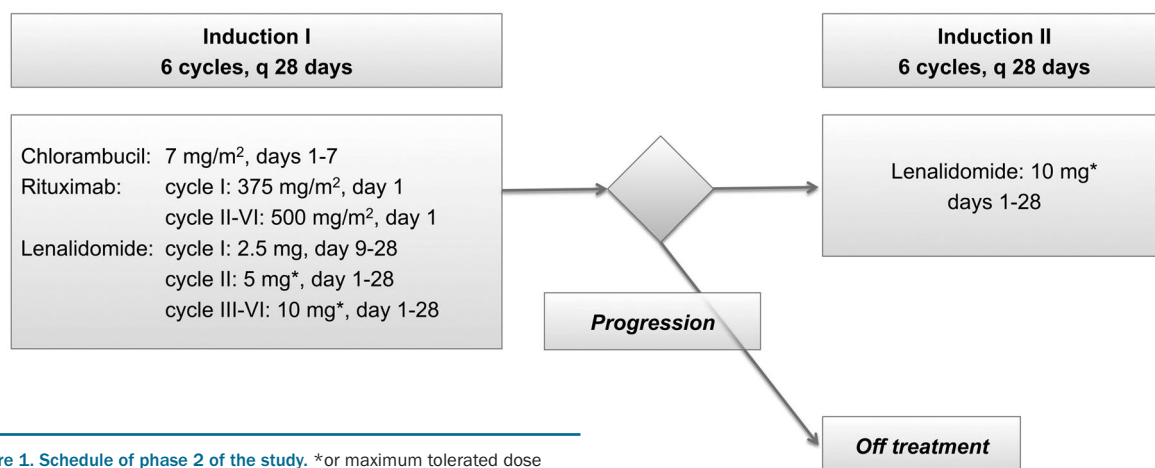 Induction I
6 cycles, q 28 days
Chlorambucil: 7 mg/m², days 1-7
Rituximab: cycle I: 375 mg/m², day 1
cycle II-VI: 500 mg/m², day 1
Lenalidomide: cycle I: 2.5 mg, day 9-28
cycle II: 5 mg*, day 1-28
cycle III-VI: 10 mg*, day 1-28
Progression
Induction II
6 cycles, q 28 days
Lenalidomide: 10 mg*
days 1-28
Off treatment
re 1. Schedule of phase 2 of the study. *or maximum tolerated dose